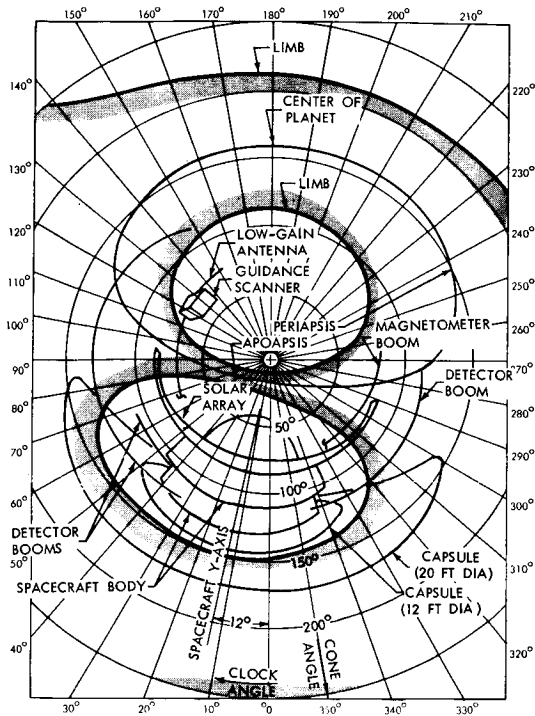 150° 160° 170° 180° 190° 200° 210°
LIMB
140°
220°
CENTER OF
PLANET
130°
230°
LIMB
120°
240°
LOW-GAIN
ANTENNA
110°
GUIDANCE
SCANNER
250°
100°
PERIAPSIS
MAGNETOMETER
BOOM
260°
APOAPSIS
90°
DETECTOR
BOOM
270°
SOLAR
ARRAY
80°
280°
50°
70°
290°
100°
60°
300°
DETECTOR
BOOMS
50°
150°
CAPSULE
(20 FT DIA)
310°
SPACECRAFT BODY
SPACECRAFT Y-AXIS
CAPSULE
(12 FT DIA)
12°
200°
CONE
ANGLE
40°
320°
CLOCK
ANGLE
30° 20° 10° 0° 350° 340° 330°